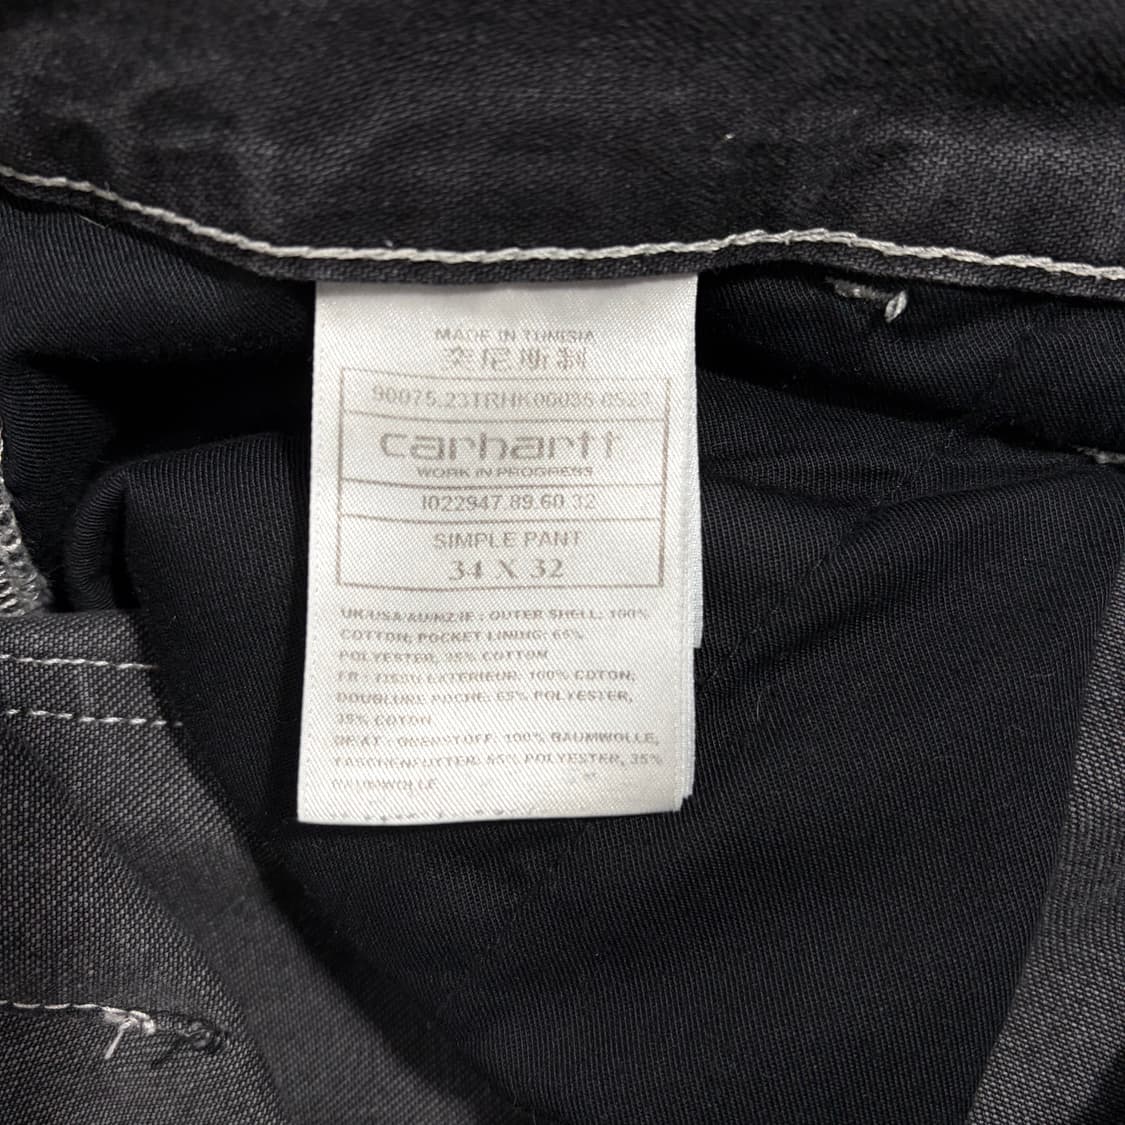 MADE IN TUNISIA
突尼斯制
90075.23TRHK00035
carhartt
WORK IN PROGRESS
I022947.89.60.32
SIMPLE PANT
34 X 32
UK/USA/AU/NZ/IE : OUTER SHELL: 100%
COTTON; POCKET LINING: 65%
POLYESTER, 35% COTTON
FR : TISSU EXTERIEUR: 100% COTON;
DOUBLURE POCHE: 65% POLYESTER,
35% COTON
DE/AT : OBERSTOFF: 100% BAUMWOLLE,
TASCHENFUTTER: 65% POLYESTER, 35%
BAUMWOLLE